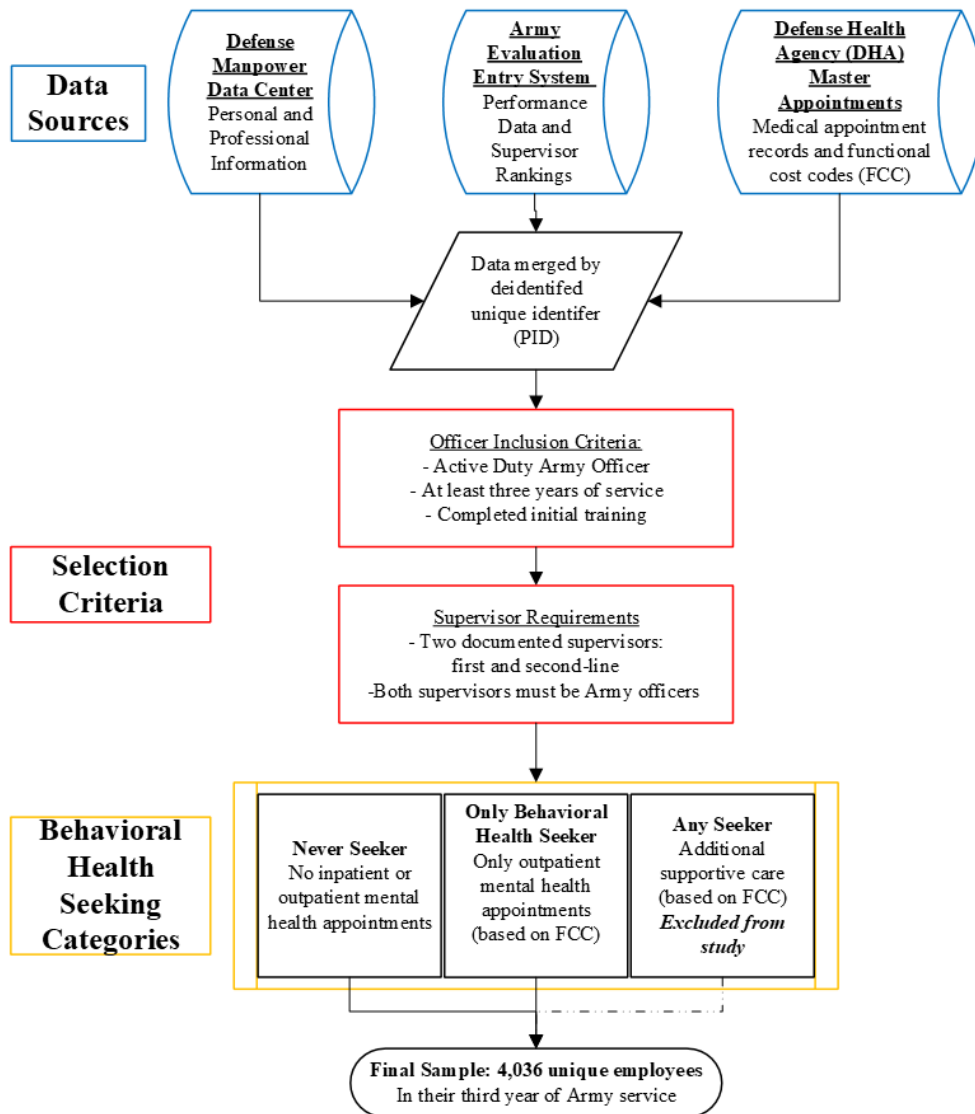 Data
Sources
Defense
Manpower
Data Center
Personal and
Professional
Information
Army
Evaluation
Entry System
Performance
Data and
Supervisor
Rankings
Defense Health
Agency (DHA)
Master
Appointments
Medical appointment
records and functional
cost codes (FCC)
Data merged by
deidentifed
unique identifer
(PID)
Selection
Criteria
Officer Inclusion Criteria:
- Active Duty Army Officer
- At least three years of service
- Completed initial training
Supervisor Requirements
- Two documented supervisors:
first and second-line
-Both supervisors must be Army officers
Behavioral
Health
Seeking
Categories
Never Seeker
No inpatient or
outpatient mental
health appointments
Only Behavioral
Health Seeker
Only outpatient
mental health
appointments
(based on FCC)
Any Seeker
Additional
supportive care
(based on FCC)
Excluded from
study
Final Sample: 4,036 unique employees
In their third year of Army service